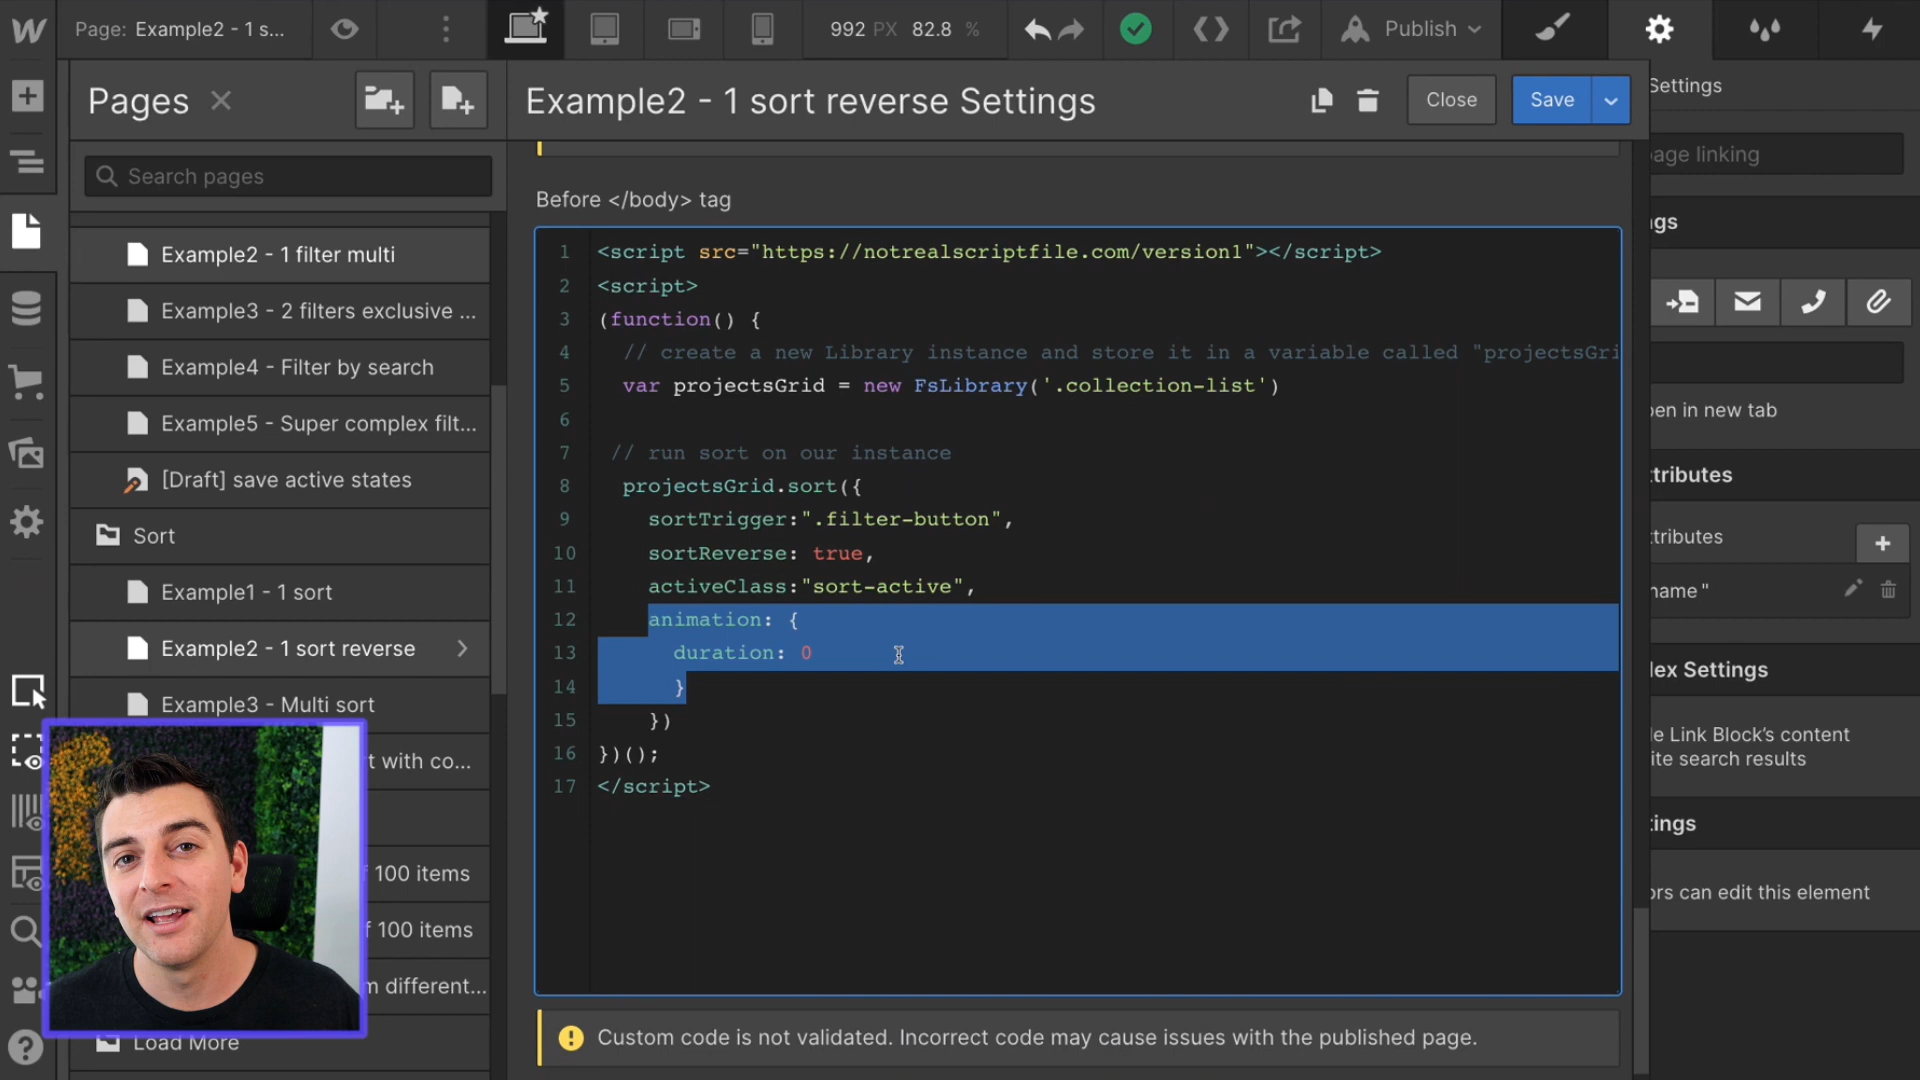 Page: Example2 - 1 s...
992 PX 82.8 %
Publish
Pages
Example2 - 1 sort reverse Settings
Close
Save
Settings
Search pages
age linking
Before </body> tag
gs
Example2 - 1 filter multi
Example3 - 2 filters exclusive ...
Example4 - Filter by search
Example5 - Super complex filt...
[Draft] save active states
Sort
Example1 - 1 sort
Example2 - 1 sort reverse
Example3 - Multi sort
t with co...
f 100 items
f 100 items
m different...
Load More
1 <script src="https://notrealscriptfile.com/version1"></script>
2 <script>
3 (function() {
4 // create a new Library instance and store it in a variable called "projectsGri
5 var projectsGrid = new FsLibrary('.collection-list')
6
7 // run sort on our instance
8 projectsGrid.sort({
9 sortTrigger:".filter-button",
10 sortReverse: true,
11 activeClass:"sort-active",
12 animation: {
13 duration: 0
14 }
15 })
16 })();
17 </script>
Custom code is not validated. Incorrect code may cause issues with the published page.
pen in new tab
tributes
ttributes
name "
ex Settings
e Link Block's content
ite search results
tings
ors can edit this element